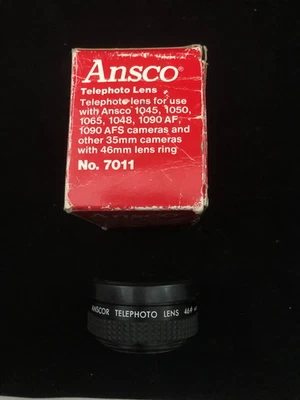 Ansco®
Telephoto Lens
Telephoto lens for use
with Ansco 1045, 1050,
1065, 1048, 1090 AF,
1090 AFS cameras and
other 35mm cameras
with 46mm lens ring
No. 7011
ANSCOR TELEPHOTO LENS 46